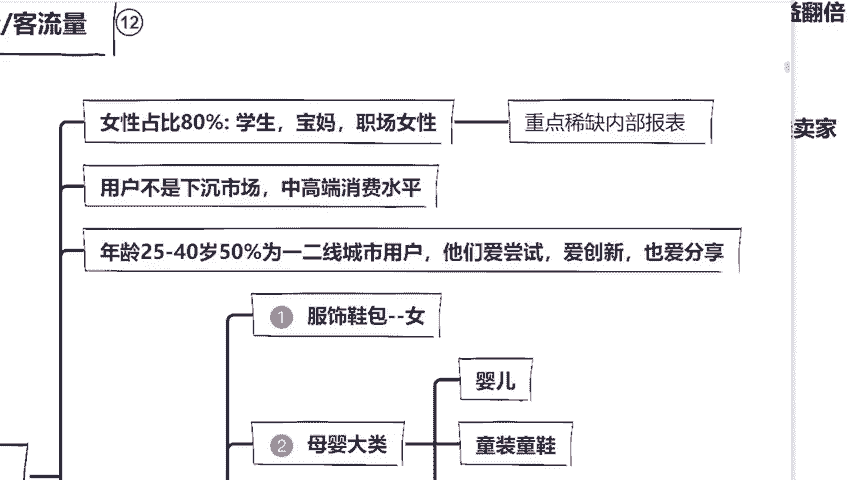 /客流量 ⑫
益翻倍
女性占比80%: 学生，宝妈，职场女性
重点稀缺内部报表
卖家
用户不是下沉市场，中高端消费水平
年龄25-40岁50%为一二线城市用户，他们爱尝试，爱创新，也爱分享
1 服饰鞋包--女
婴儿
2 母婴大类
童装童鞋